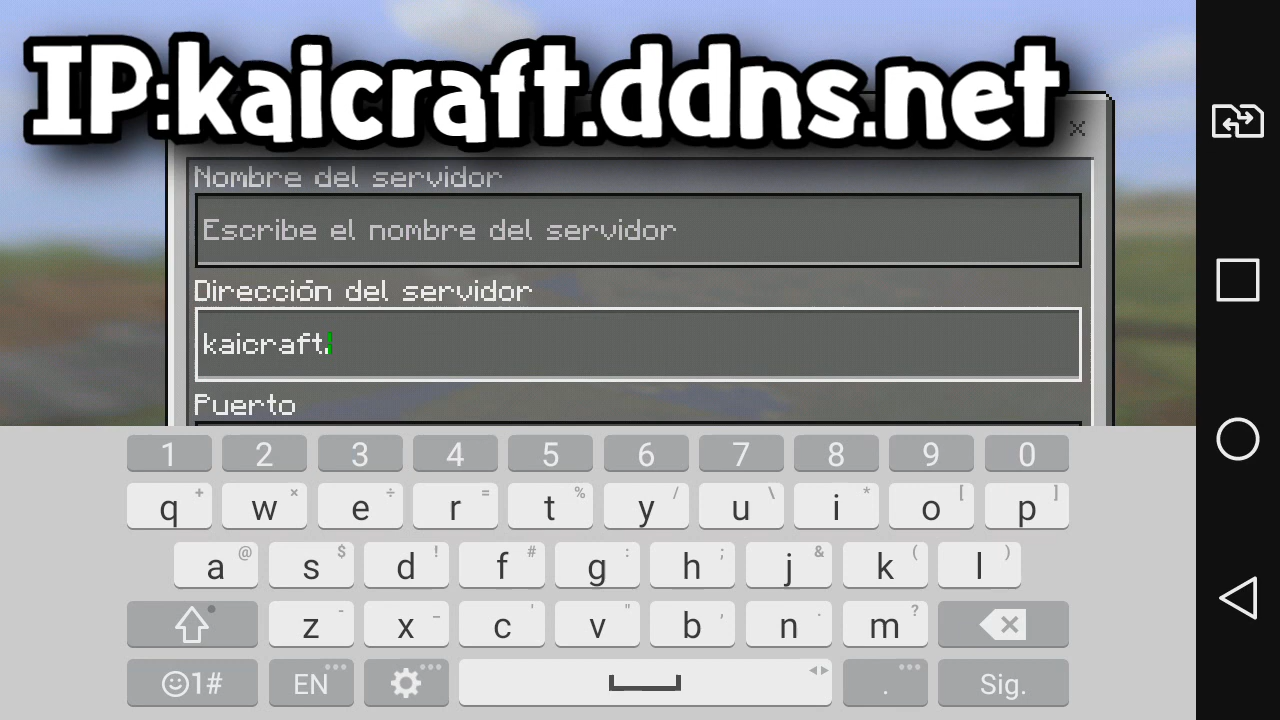 IP:kaicraft.ddns.net
Nombre del servidor
Escribe el nombre del servidor
Dirección del servidor
kaicraft.
Puerto
1 2 3 4 5 6 7 8 9 0
q + w × e ÷ r = t % y / u \ i * o [ p ]
a @ s $ d ! f # g : h ; j & k ( l )
z - x _ c ' v " b , n . m ?
1# EN . Sig.